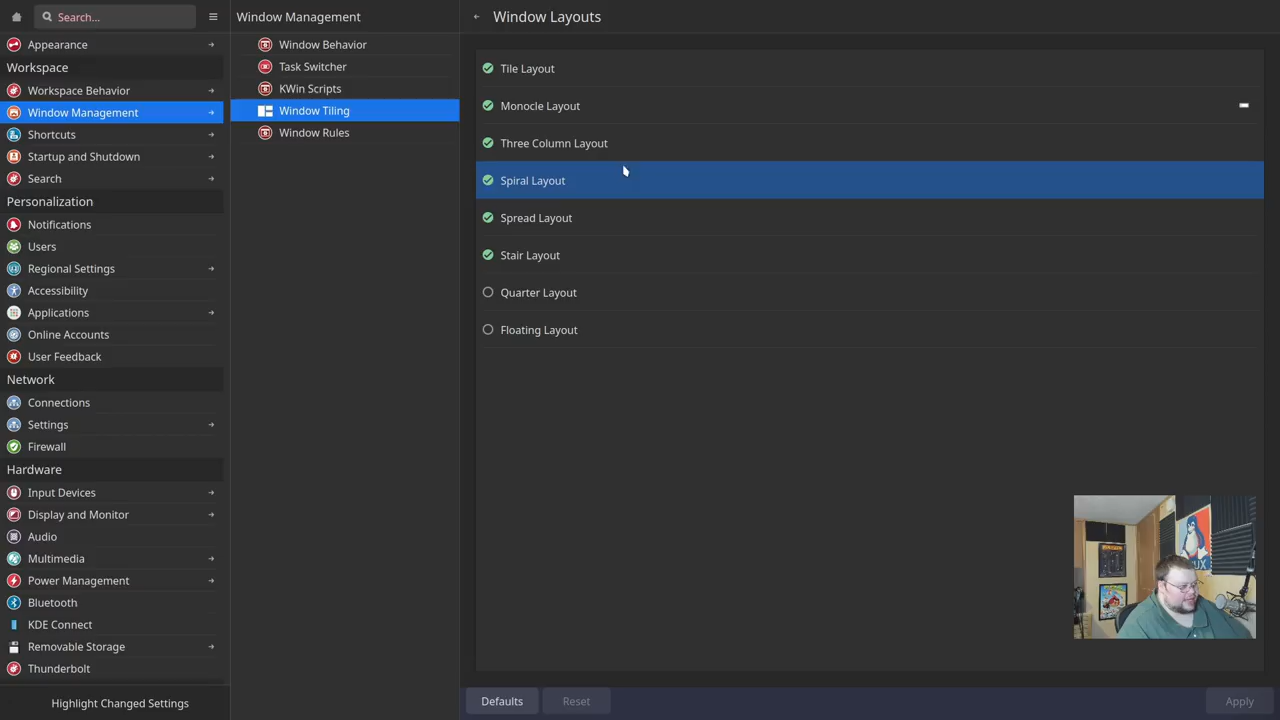 Search...
Appearance
Workspace
Workspace Behavior
Window Management
Shortcuts
Startup and Shutdown
Search
Personalization
Notifications
Users
Regional Settings
Accessibility
Applications
Online Accounts
User Feedback
Network
Connections
Settings
Firewall
Hardware
Input Devices
Display and Monitor
Audio
Multimedia
Power Management
Bluetooth
KDE Connect
Removable Storage
Thunderbolt
Highlight Changed Settings
Window Management
Window Behavior
Task Switcher
KWin Scripts
Window Tiling
Window Rules
Window Layouts
Tile Layout
Monocle Layout
Three Column Layout
Spiral Layout
Spread Layout
Stair Layout
Quarter Layout
Floating Layout
Defaults
Reset
Apply